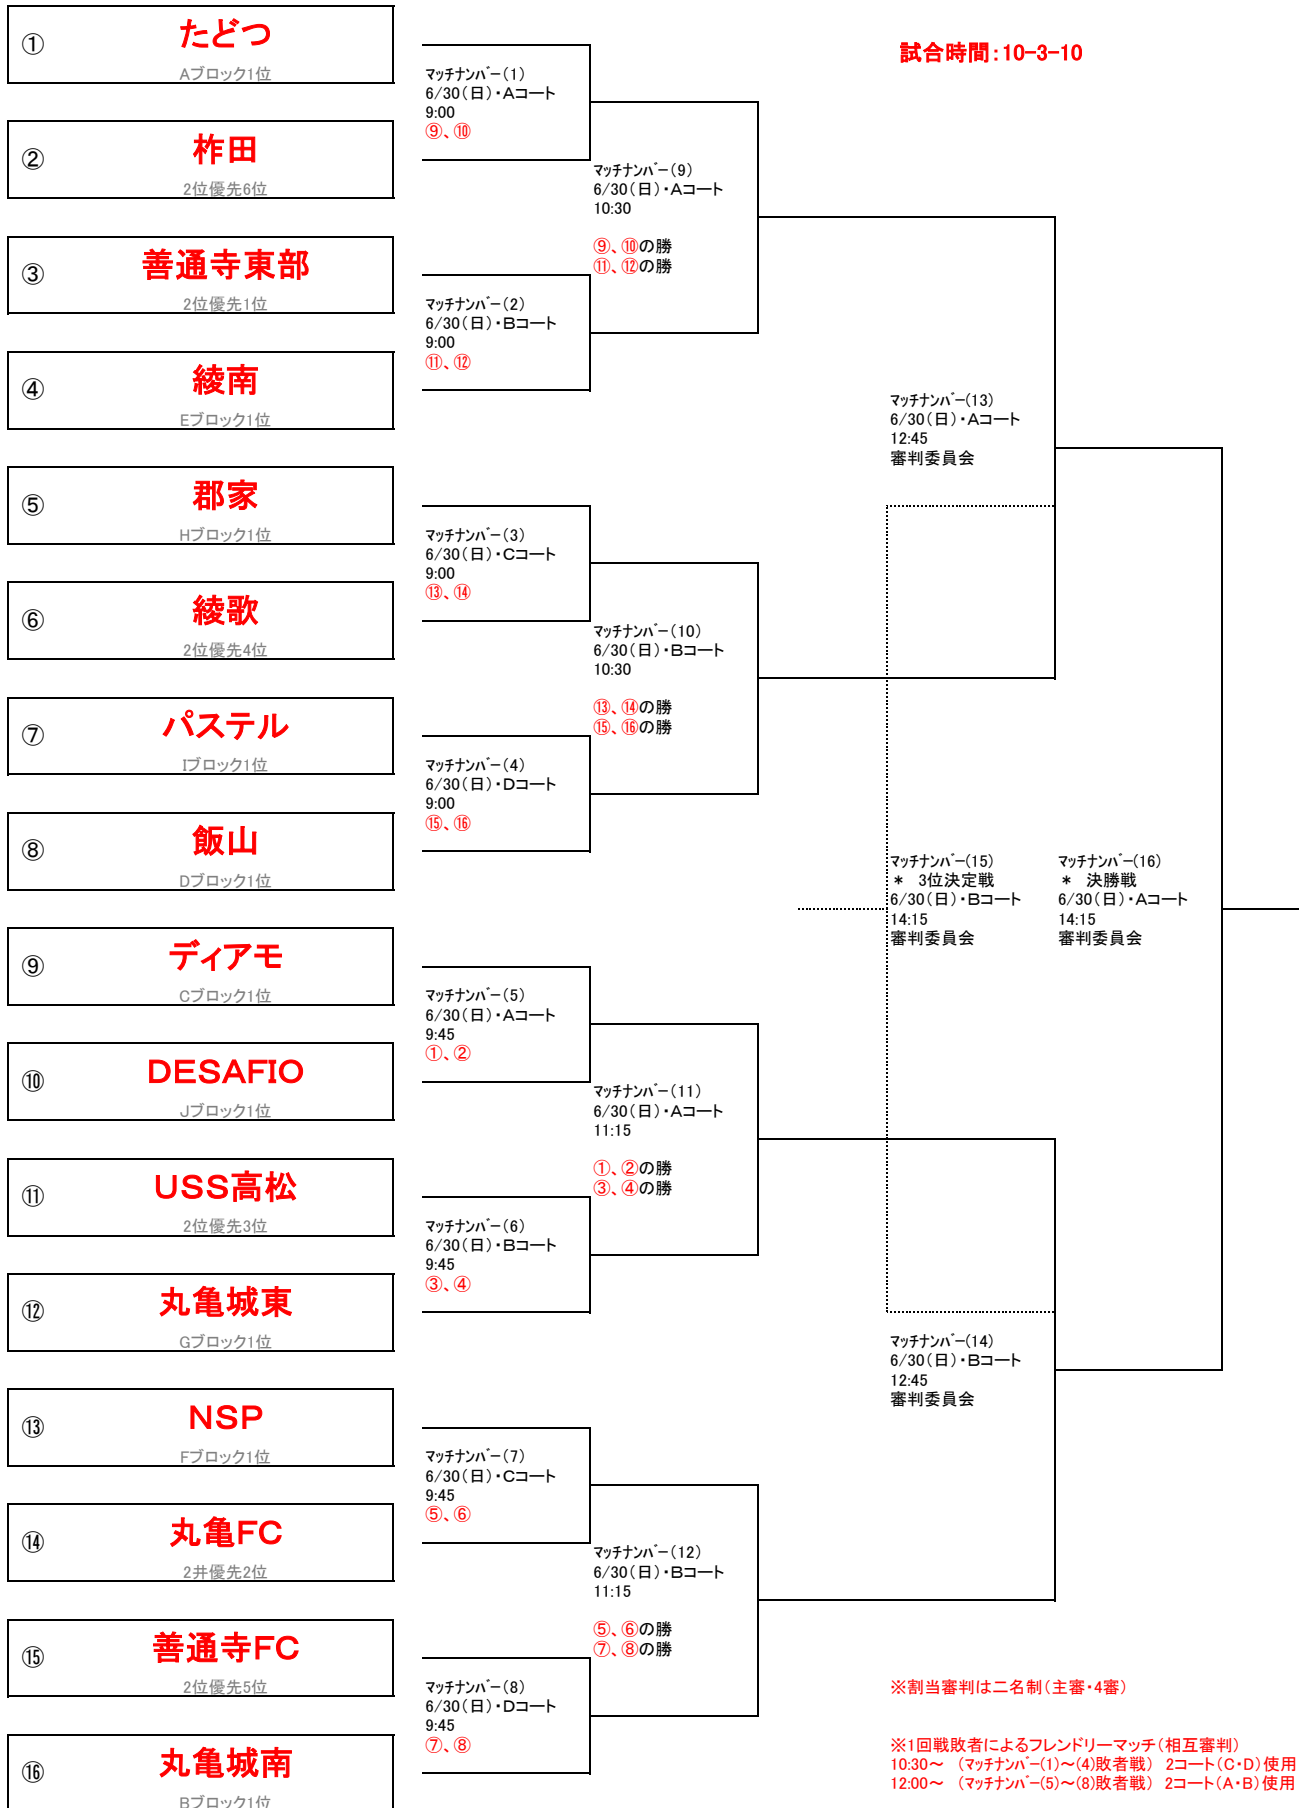 ① たどつ
Aブロック1位
② 柞田
2位優先6位
③ 善通寺東部
2位優先1位
④ 綾南
Eブロック1位
⑤ 郡家
Hブロック1位
⑥ 綾歌
2位優先4位
⑦ パステル
Iブロック1位
⑧ 飯山
Dブロック1位
⑨ ディアモ
Cブロック1位
⑩ DESAFIO
Jブロック1位
⑪ USS高松
2位優先3位
⑫ 丸亀城東
Gブロック1位
⑬ NSP
Fブロック1位
⑭ 丸亀FC
2井優先2位
⑮ 善通寺FC
2位優先5位
⑯ 丸亀城南
Bブロック1位
試合時間:10-3-10
マッチナンバー(1)
6/30(日)・Aコート
9:00
⑨、⑩
マッチナンバー(2)
6/30(日)・Bコート
9:00
⑪、⑫
マッチナンバー(3)
6/30(日)・Cコート
9:00
⑬、⑭
マッチナンバー(4)
6/30(日)・Dコート
9:00
⑮、⑯
マッチナンバー(5)
6/30(日)・Aコート
9:45
①、②
マッチナンバー(6)
6/30(日)・Bコート
9:45
③、④
マッチナンバー(7)
6/30(日)・Cコート
9:45
⑤、⑥
マッチナンバー(8)
6/30(日)・Dコート
9:45
⑦、⑧
マッチナンバー(9)
6/30(日)・Aコート
10:30
⑨、⑩の勝
⑪、⑫の勝
マッチナンバー(10)
6/30(日)・Bコート
10:30
⑬、⑭の勝
⑮、⑯の勝
マッチナンバー(11)
6/30(日)・Aコート
11:15
①、②の勝
③、④の勝
マッチナンバー(12)
6/30(日)・Bコート
11:15
⑤、⑥の勝
⑦、⑧の勝
マッチナンバー(13)
6/30(日)・Aコート
12:45
審判委員会
マッチナンバー(15)
* 3位決定戦
6/30(日)・Bコート
14:15
審判委員会
マッチナンバー(16)
* 決勝戦
6/30(日)・Aコート
14:15
審判委員会
マッチナンバー(14)
6/30(日)・Bコート
12:45
審判委員会
※割当審判は二名制(主審・4審)
※1回戦敗者によるフレンドリーマッチ(相互審判)
10:30～ (マッチナンバー(1)～(4)敗者戦) 2コート(C・D)使用
12:00～ (マッチナンバー(5)～(8)敗者戦) 2コート(A・B)使用